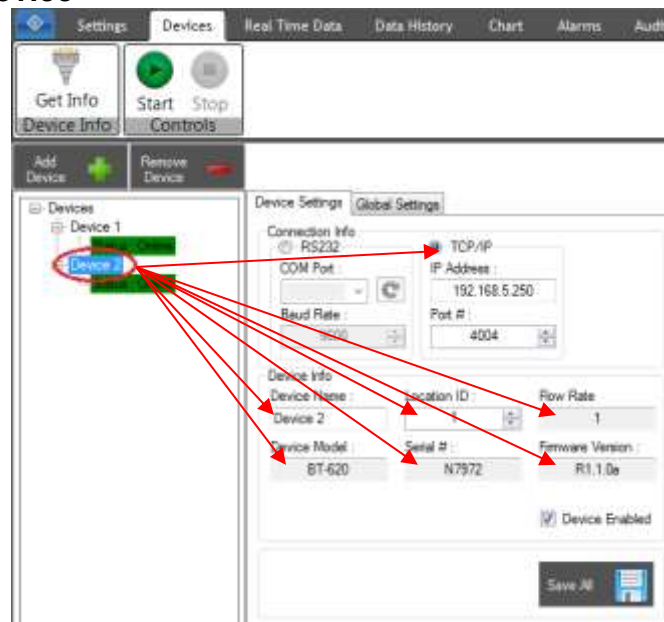 Settings Devices Real Time Data Data History Chart Alarms
Get Info Start Stop
Device Info Controls
Add Device Remove Device
Devices
Device 1
Device 2
Device Settings Global Settings
Connection Info
RS232 TCP/IP
COM Port : IP Address :
192.168.5.250
Baud Rate : Port # :
9600 4004
Device Info
Device Name : Location ID : Flow Rate
Device 2 1 1
Device Model : Serial # : Firmware Version :
BT-620 N7972 R1.1.0a
Device Enabled
Save All